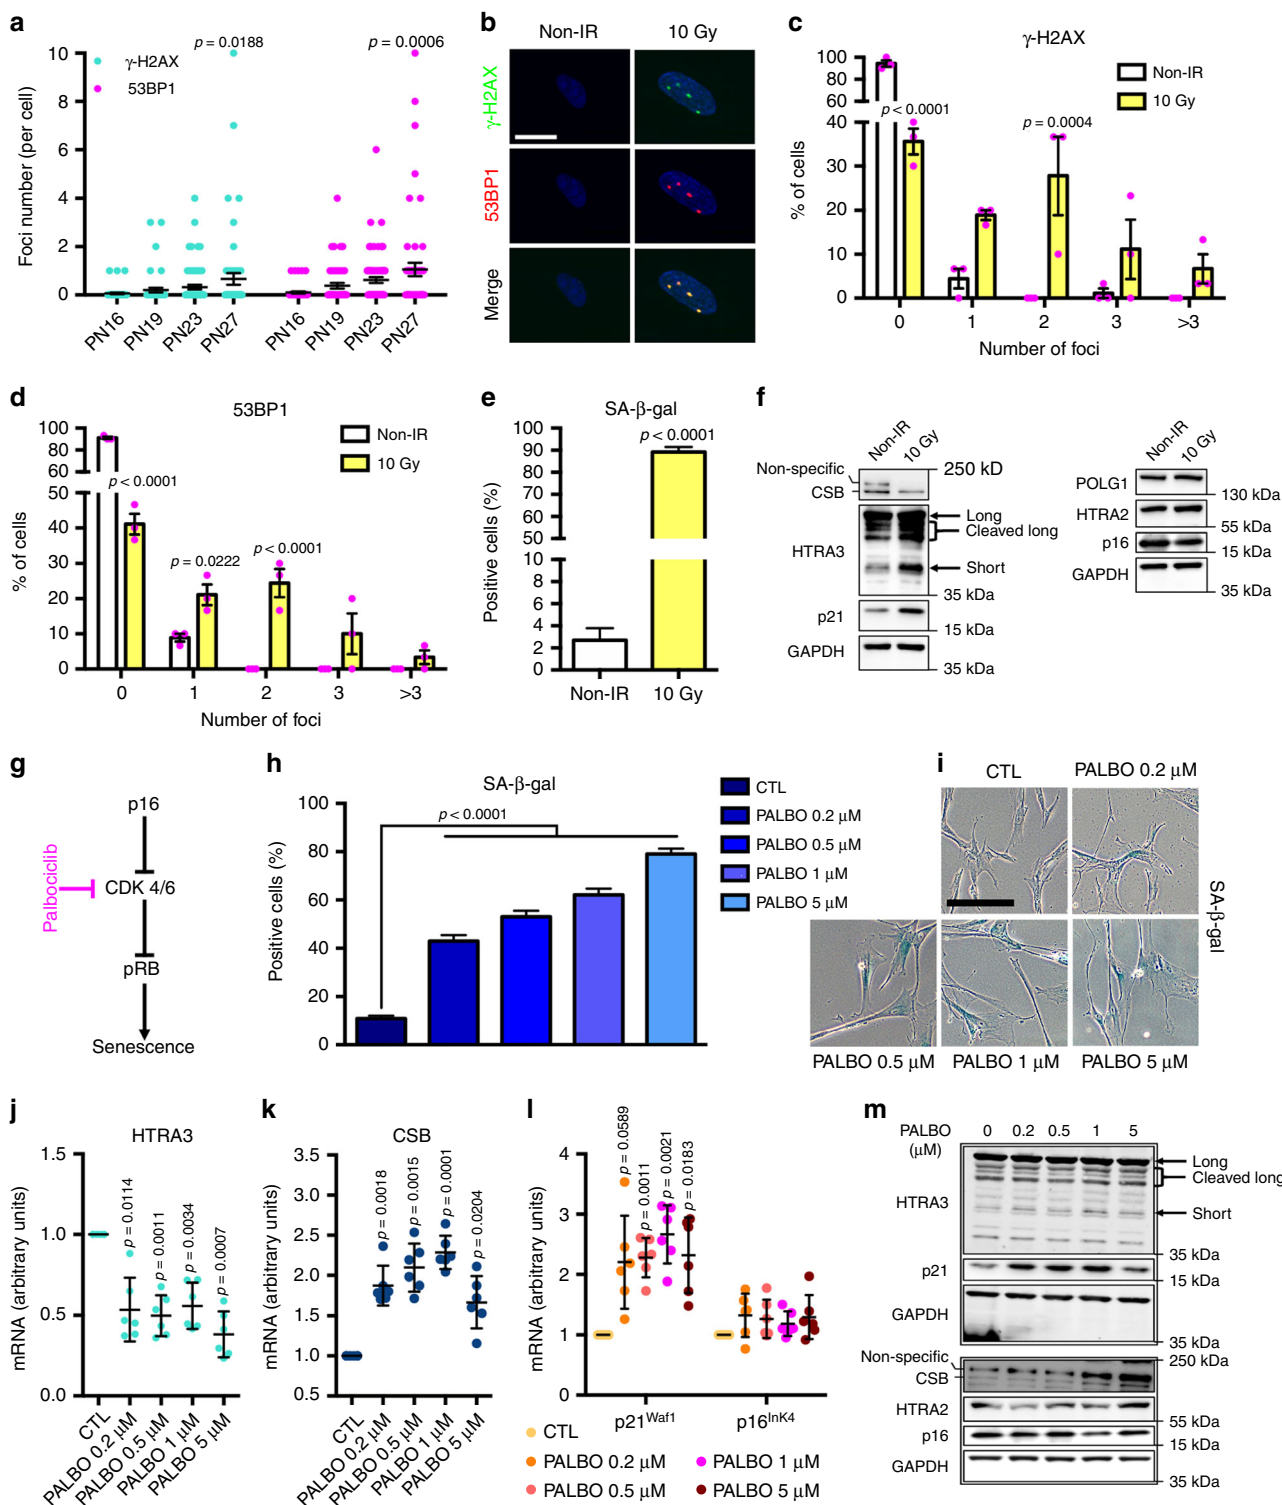 a
p = 0.0188
p = 0.0006
γ-H2AX
53BP1
Foci number (per cell)
10
8
6
4
2
0
PN16
PN19
PN23
PN27
PN16
PN19
PN23
PN27
b
Non-IR
10 Gy
γ-H2AX
53BP1
Merge
c
γ-H2AX
Non-IR
10 Gy
p < 0.0001
p = 0.0004
% of cells
100
80
60
40
30
20
10
0
0
1
2
3
>3
Number of foci
d
53BP1
Non-IR
10 Gy
p < 0.0001
p = 0.0222
p < 0.0001
% of cells
100
90
80
70
60
50
40
30
20
10
0
0
1
2
3
>3
Number of foci
e
SA-β-gal
p < 0.0001
Positive cells (%)
100
90
80
70
60
50
10
8
6
4
2
0
Non-IR
10 Gy
f
Non-IR
10 Gy
Non-specific
CSB
250 kD
HTRA3
Long
Cleaved long
Short
35 kDa
p21
15 kDa
GAPDH
35 kDa
Non-IR
10 Gy
POLG1
130 kDa
HTRA2
55 kDa
p16
15 kDa
GAPDH
35 kDa
g
p16
Palbociclib
CDK 4/6
pRB
Senescence
h
SA-β-gal
p < 0.0001
Positive cells (%)
100
80
60
40
20
0
CTL
PALBO 0.2 μM
PALBO 0.5 μM
PALBO 1 μM
PALBO 5 μM
i
CTL
PALBO 0.2 μM
SA-β-gal
PALBO 0.5 μM
PALBO 1 μM
PALBO 5 μM
j
HTRA3
mRNA (arbitrary units)
1.5
1.0
0.5
0.0
p = 0.0114
p = 0.0011
p = 0.0034
p = 0.0007
CTL
PALBO 0.2 μM
PALBO 0.5 μM
PALBO 1 μM
PALBO 5 μM
k
CSB
mRNA (arbitrary units)
3.5
3.0
2.5
2.0
1.5
1.0
0.5
p = 0.0018
p = 0.0015
p = 0.0001
p = 0.0204
CTL
PALBO 0.2 μM
PALBO 0.5 μM
PALBO 1 μM
PALBO 5 μM
l
mRNA (arbitrary units)
4
3
2
1
0
p = 0.0589
p = 0.0011
p = 0.0021
p = 0.0183
p21Waf1
p16InK4
CTL
PALBO 0.2 μM
PALBO 0.5 μM
PALBO 1 μM
PALBO 5 μM
m
PALBO (μM)
0
0.2
0.5
1
5
HTRA3
Long
Cleaved long
Short
35 kDa
p21
15 kDa
GAPDH
35 kDa
Non-specific
CSB
250 kDa
HTRA2
55 kDa
p16
15 kDa
GAPDH
35 kDa